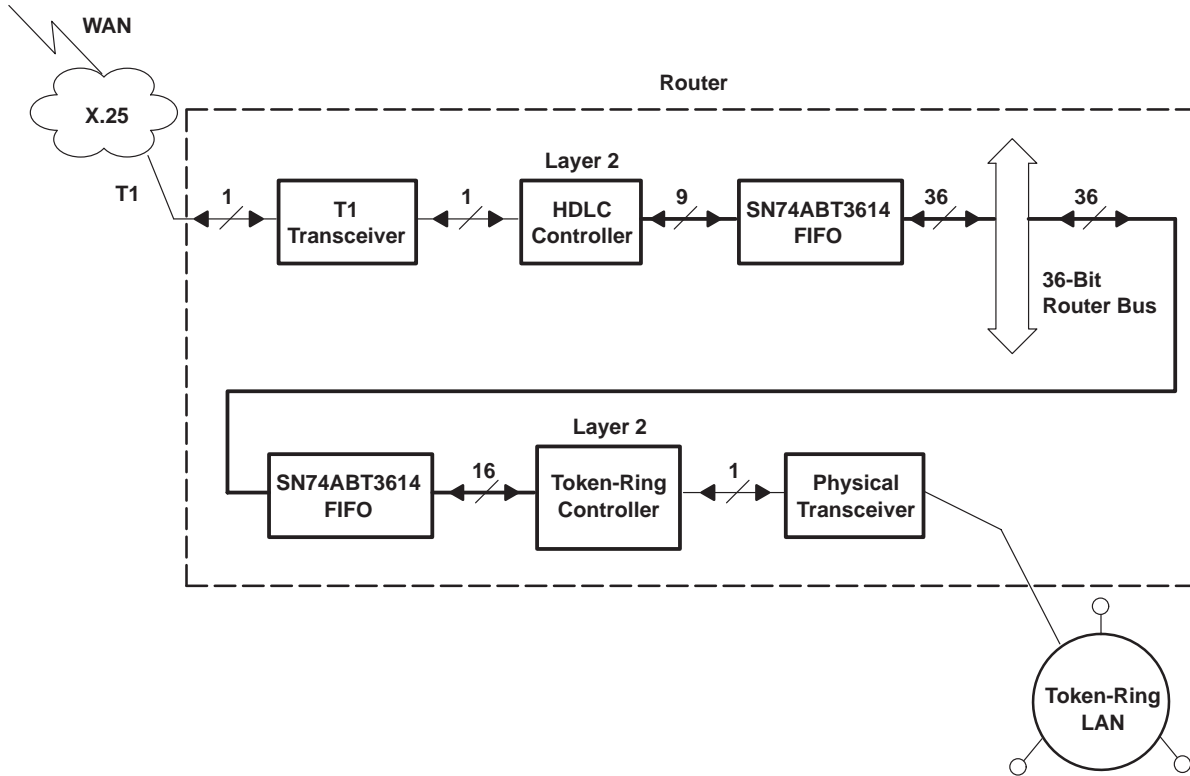 WAN
X.25
T1
Router
1
T1
Transceiver
1
Layer 2
HDLC
Controller
9
SN74ABT3614
FIFO
36
36
36-Bit
Router Bus
SN74ABT3614
FIFO
16
Layer 2
Token-Ring
Controller
1
Physical
Transceiver
Token-Ring
LAN